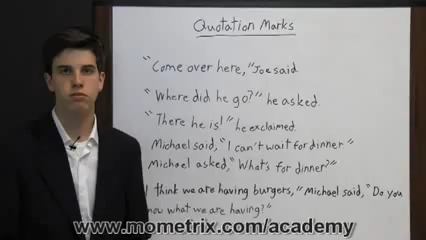 Quotation Marks
"Come over here," Joe said
"Where did he go?" he asked.
"There he is!" he exclaimed.
Michael said, "I can't wait for dinner"
Michael asked, "What's for dinner?"
I think we are having burgers," Michael said, "Do you
now what we are having?"
www.mometrix.com/academy